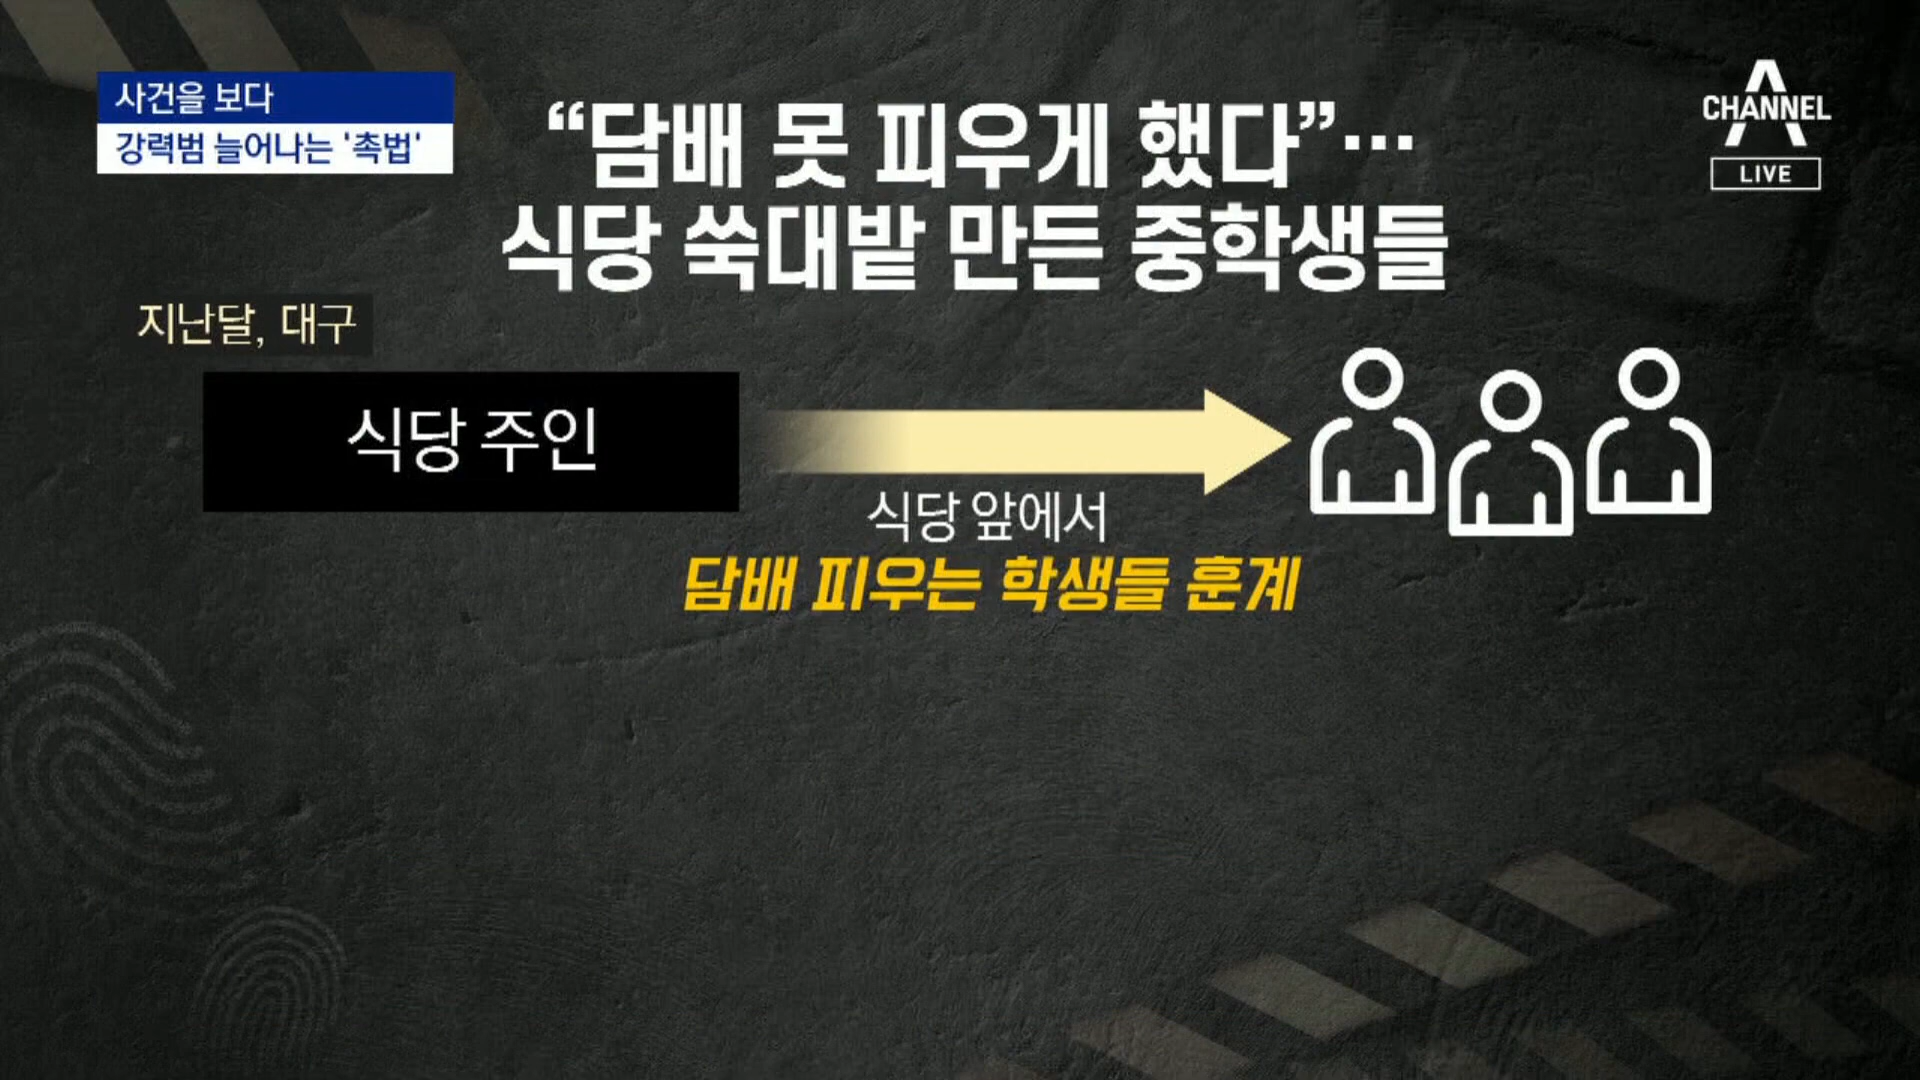 사건을 보다
강력범 늘어나는 '촉법'
“담배 못 피우게 했다”…
식당 쑥대밭 만든 중학생들
CHANNEL A
LIVE
지난달, 대구
식당 주인
식당 앞에서
담배 피우는 학생들 훈계